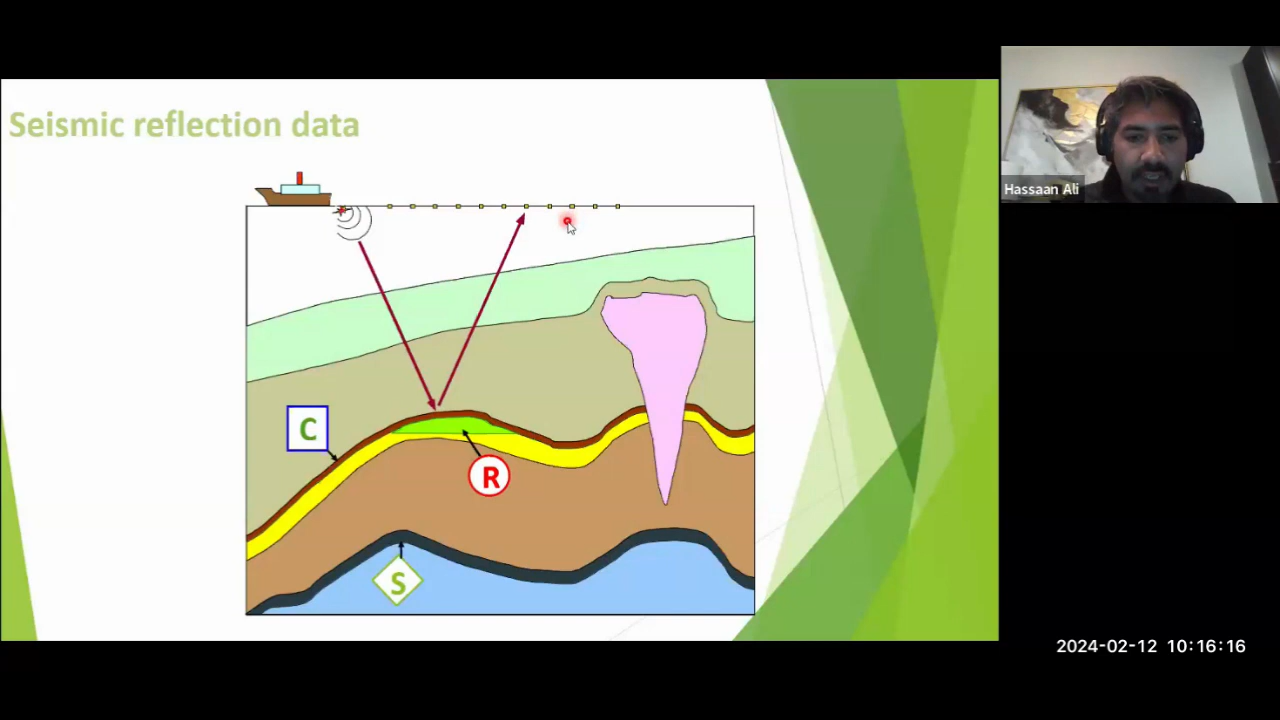 Seismic reflection data
Hassaan Ali
C
R
S
2024-02-12 10:16:16